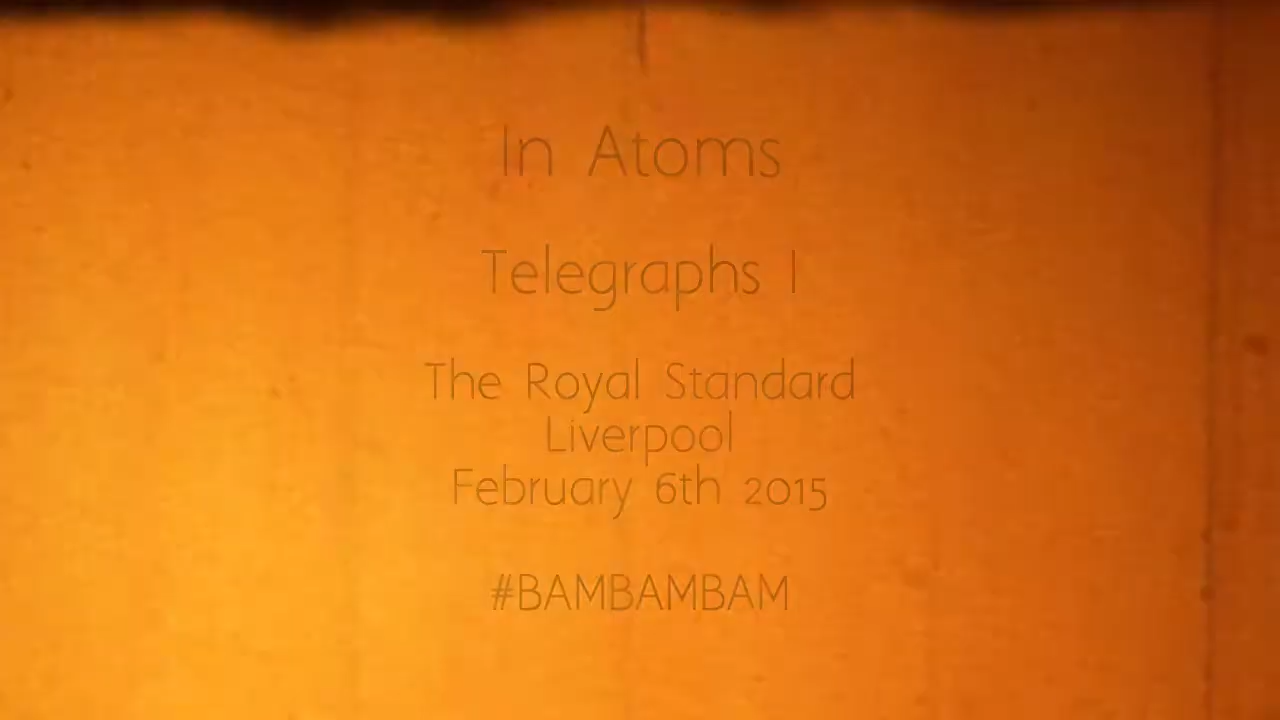 In Atoms
Telegraphs I
The Royal Standard
Liverpool
February 6th 2015
#BAMBAMBAM